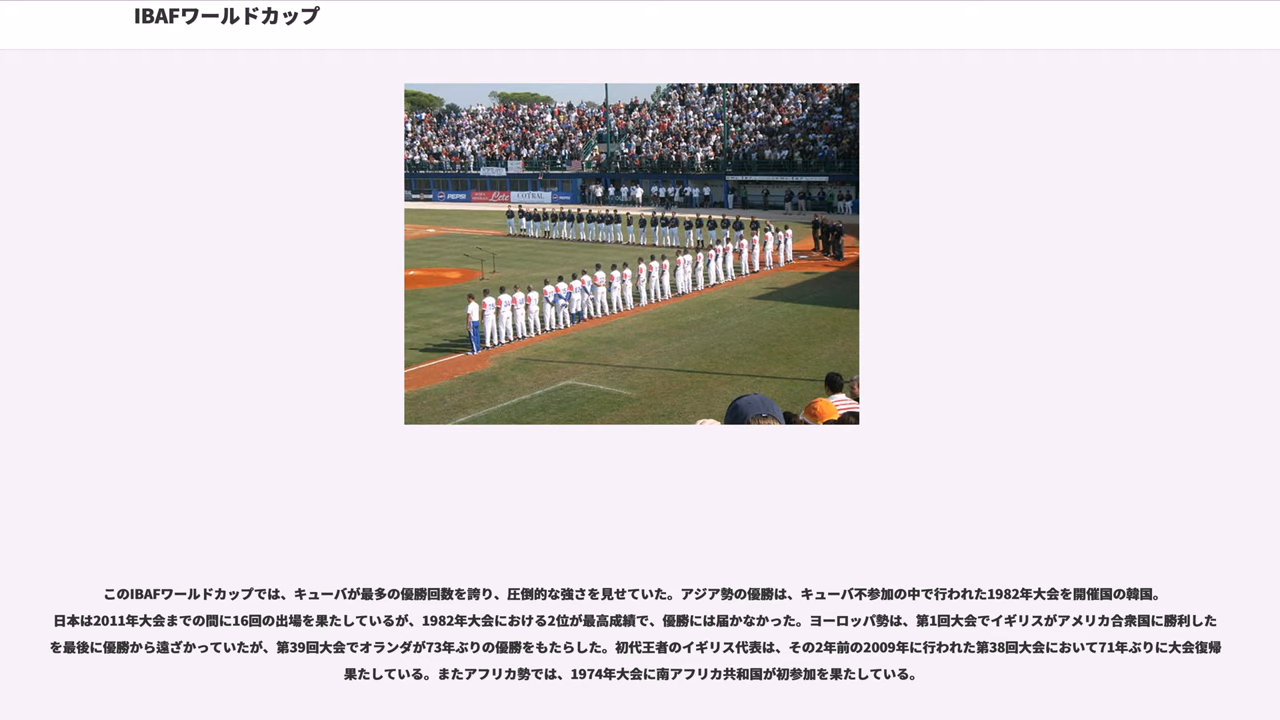 IBAFワールドカップ
PEPSI
Lete
COTRAL
PEPSI
このIBAFワールドカップでは、キューバが最多の優勝回数を誇り、圧倒的な強さを見せていた。アジア勢の優勝は、キューバ不参加の中で行われた1982年大会を開催国の韓国。
日本は2011年大会までの間に16回の出場を果たしているが、1982年大会における2位が最高成績で、優勝には届かなかった。ヨーロッパ勢は、第1回大会でイギリスがアメリカ合衆国に勝利した
を最後に優勝から遠ざかっていたが、第39回大会でオランダが73年ぶりの優勝をもたらした。初代王者のイギリス代表は、その2年前の2009年に行われた第38回大会において71年ぶりに大会復帰
果たしている。またアフリカ勢では、1974年大会に南アフリカ共和国が初参加を果たしている。